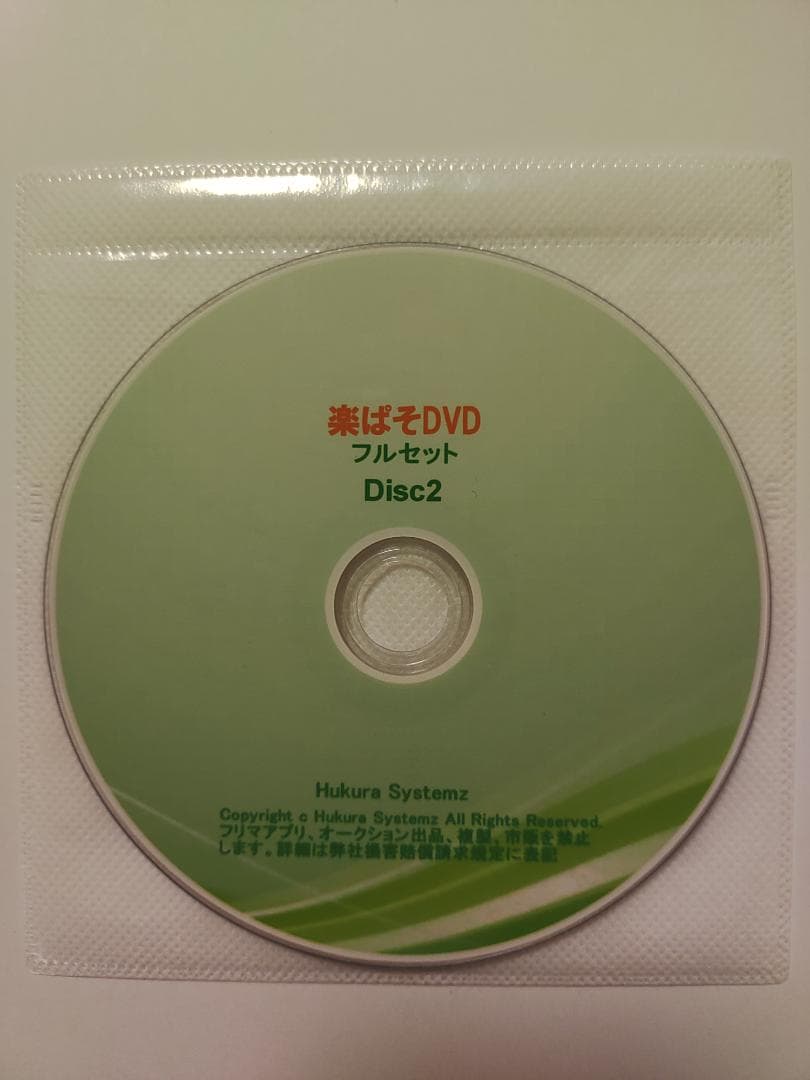 楽ぱそDVD
フルセット
Disc2
Hukura Systemz
Copyright c Hukura Systemz All Rights Reserved.
フリマアプリ、オークション出品、複製、市販を禁止
します。詳細は弊社損害賠償請求規定に表記